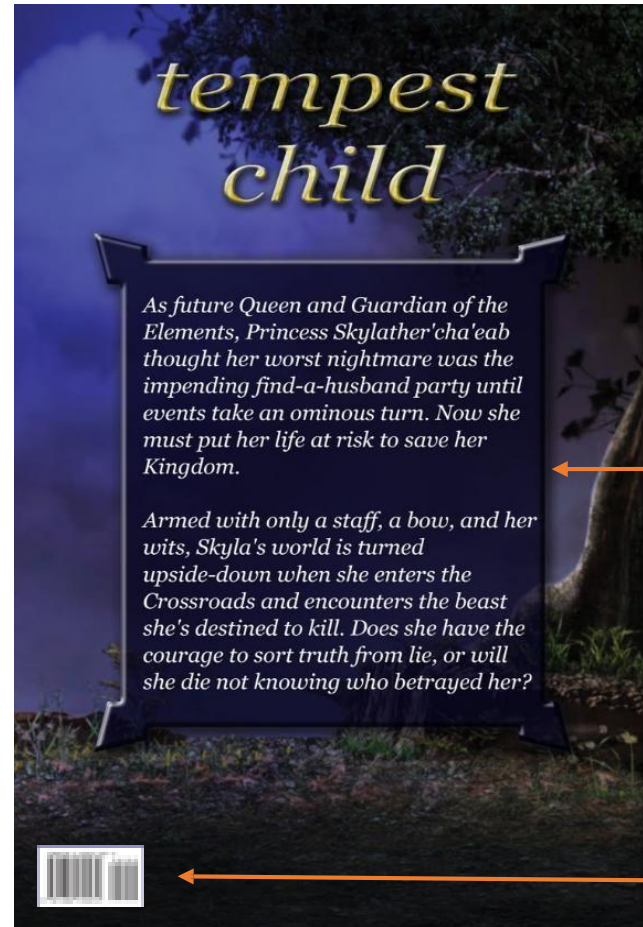 tempest
child
As future Queen and Guardian of the
Elements, Princess Skylather'cha'eab
thought her worst nightmare was the
impending find-a-husband party until
events take an ominous turn. Now she
must put her life at risk to save her
Kingdom.
Armed with only a staff, a bow, and her
wits, Skyla's world is turned
upside-down when she enters the
Crossroads and encounters the beast
she's destined to kill. Does she have the
courage to sort truth from lie, or will
she die not knowing who betrayed her?